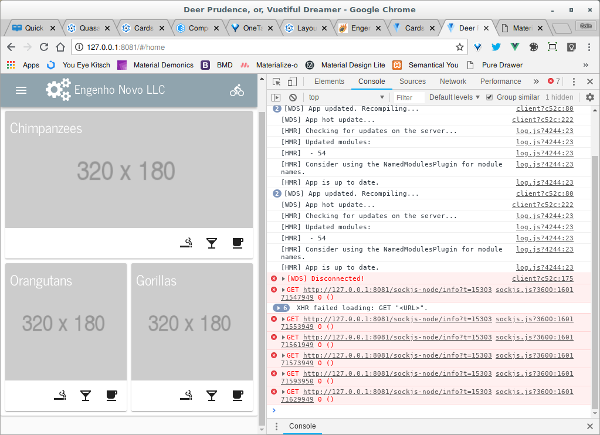 Deer Prudence, or, Vuetiful Dreamer - Google Chrome
Quick Quas Cards Comp OneTa Layou Enge Cards Deer Mater
127.0.0.1:8081/#home
Apps You Eye Kitsch Material Demonics BMD Materialize-o Material Design Lite Semantical You Pure Drawer »
Elements Console Sources Network Performance » 7
top Filter Default levels Group similar 1 hidden
Engenho Novo LLC
Chimpanzees
320 x 180
Orangutans
320 x 180
Gorillas
320 x 180
2 [WDS] App updated. Recompiling... client?c52c:80
[WDS] App hot update... client?c52c:222
[HMR] Checking for updates on the server... log.js?4244:23
[HMR] Updated modules: log.js?4244:23
[HMR] - 54 log.js?4244:23
[HMR] Consider using the NamedModulesPlugin for module log.js?4244:23
names.
[HMR] App is up to date. log.js?4244:23
2 [WDS] App updated. Recompiling... client?c52c:80
[WDS] App hot update... client?c52c:222
[HMR] Checking for updates on the server... log.js?4244:23
[HMR] Updated modules: log.js?4244:23
[HMR] - 54 log.js?4244:23
[HMR] Consider using the NamedModulesPlugin for module log.js?4244:23
names.
[HMR] App is up to date. log.js?4244:23
[WDS] Disconnected! client?c52c:175
GET http://127.0.0.1:8081/sockjs-node/info?t=15303 sockjs.js?3600:1601
71547949 0 ()
6 XHR failed loading: GET "<URL>".
GET http://127.0.0.1:8081/sockjs-node/info?t=15303 sockjs.js?3600:1601
71553949 0 ()
GET http://127.0.0.1:8081/sockjs-node/info?t=15303 sockjs.js?3600:1601
71561949 0 ()
GET http://127.0.0.1:8081/sockjs-node/info?t=15303 sockjs.js?3600:1601
71573949 0 ()
GET http://127.0.0.1:8081/sockjs-node/info?t=15303 sockjs.js?3600:1601
71593950 0 ()
GET http://127.0.0.1:8081/sockjs-node/info?t=15303 sockjs.js?3600:1601
71629949 0 ()
Console